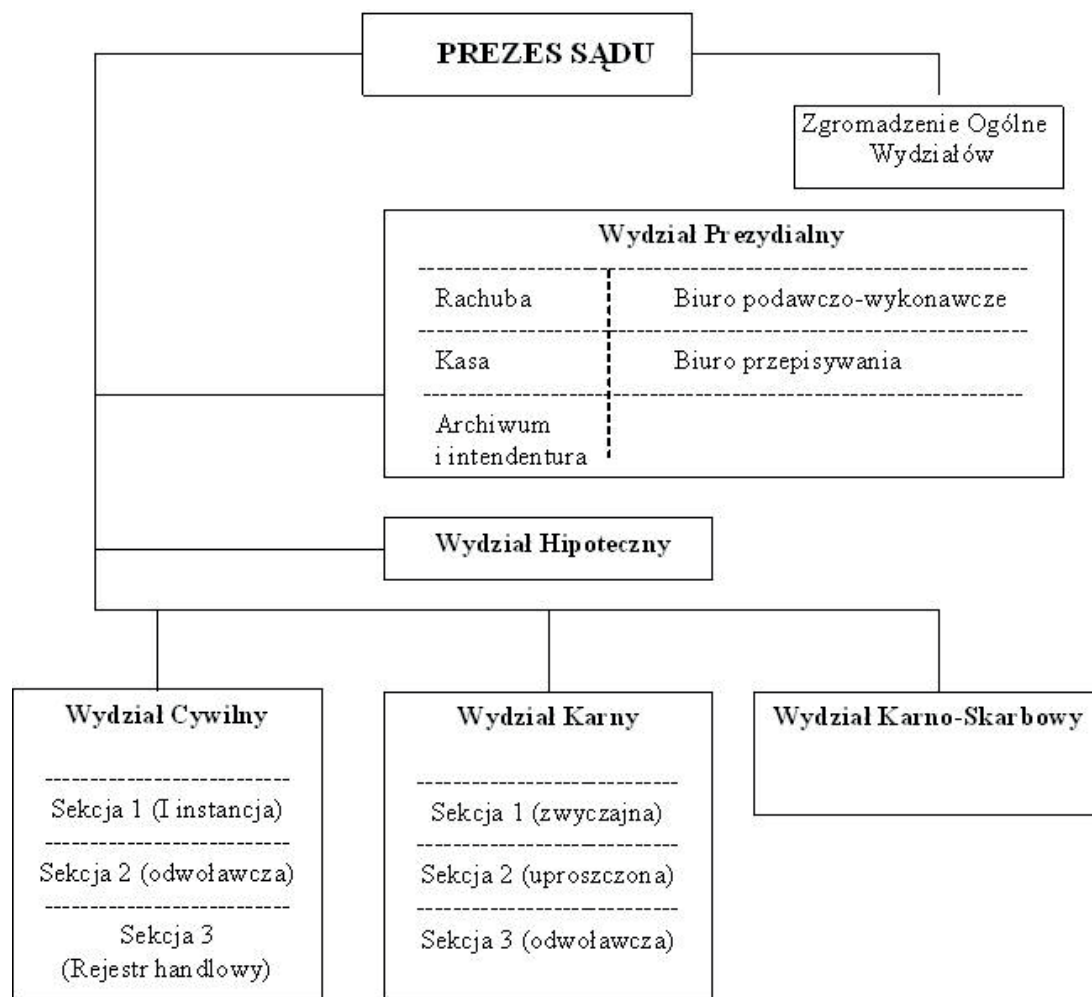 PREZES SĄDU
Zgromadzenie Ogólne
Wydziałów
Wydział Prezydialny
Rachuba Biuro podawczo-wykonawcze
Kasa Biuro przepisywania
Archiwum
i intendentura
Wydział Hipoteczny
Wydział Cywilny
Sekcja 1 (I instancja)
Sekcja 2 (odwoławcza)
Sekcja 3
(Rejestr handlowy)
Wydział Karny
Sekcja 1 (zwyczajna)
Sekcja 2 (uproszczona)
Sekcja 3 (odwoławcza)
Wydział Karno-Skarbowy